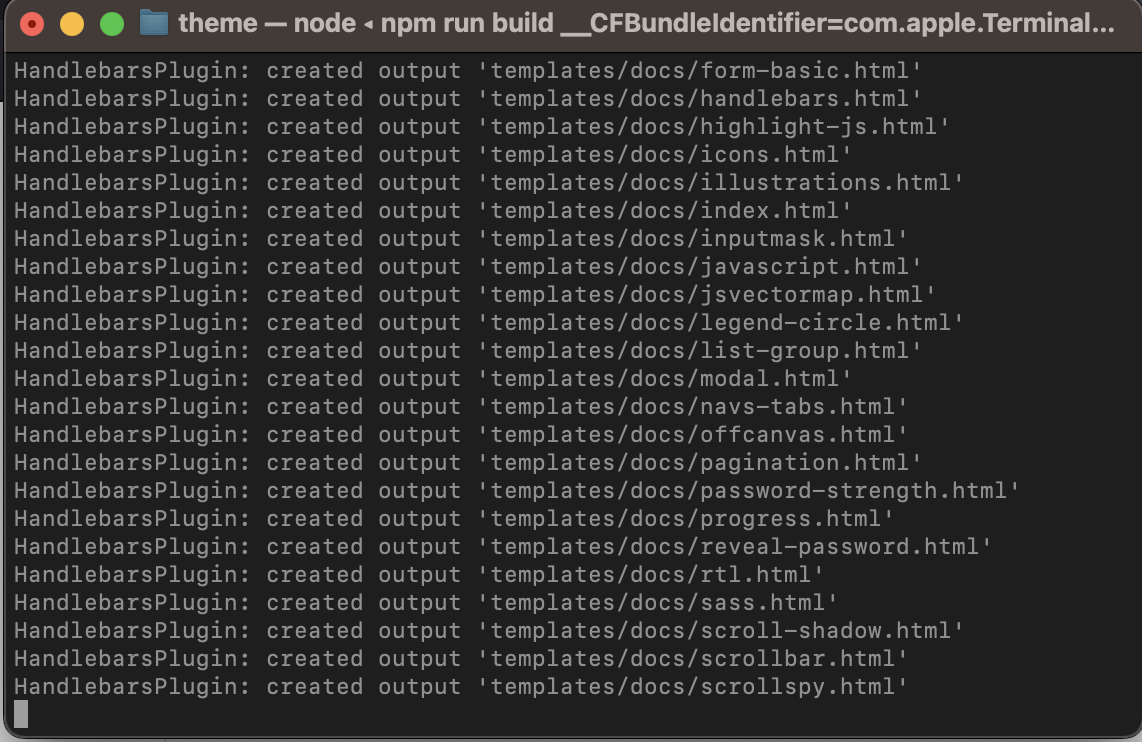 theme — node ◂ npm run build __CFBundleIdentifier=com.apple.Terminal...
HandlebarsPlugin: created output 'templates/docs/form-basic.html'
HandlebarsPlugin: created output 'templates/docs/handlebars.html'
HandlebarsPlugin: created output 'templates/docs/highlight-js.html'
HandlebarsPlugin: created output 'templates/docs/icons.html'
HandlebarsPlugin: created output 'templates/docs/illustrations.html'
HandlebarsPlugin: created output 'templates/docs/index.html'
HandlebarsPlugin: created output 'templates/docs/inputmask.html'
HandlebarsPlugin: created output 'templates/docs/javascript.html'
HandlebarsPlugin: created output 'templates/docs/jsvectormap.html'
HandlebarsPlugin: created output 'templates/docs/legend-circle.html'
HandlebarsPlugin: created output 'templates/docs/list-group.html'
HandlebarsPlugin: created output 'templates/docs/modal.html'
HandlebarsPlugin: created output 'templates/docs/navs-tabs.html'
HandlebarsPlugin: created output 'templates/docs/offcanvas.html'
HandlebarsPlugin: created output 'templates/docs/pagination.html'
HandlebarsPlugin: created output 'templates/docs/password-strength.html'
HandlebarsPlugin: created output 'templates/docs/progress.html'
HandlebarsPlugin: created output 'templates/docs/reveal-password.html'
HandlebarsPlugin: created output 'templates/docs/rtl.html'
HandlebarsPlugin: created output 'templates/docs/sass.html'
HandlebarsPlugin: created output 'templates/docs/scroll-shadow.html'
HandlebarsPlugin: created output 'templates/docs/scrollbar.html'
HandlebarsPlugin: created output 'templates/docs/scrollspy.html'